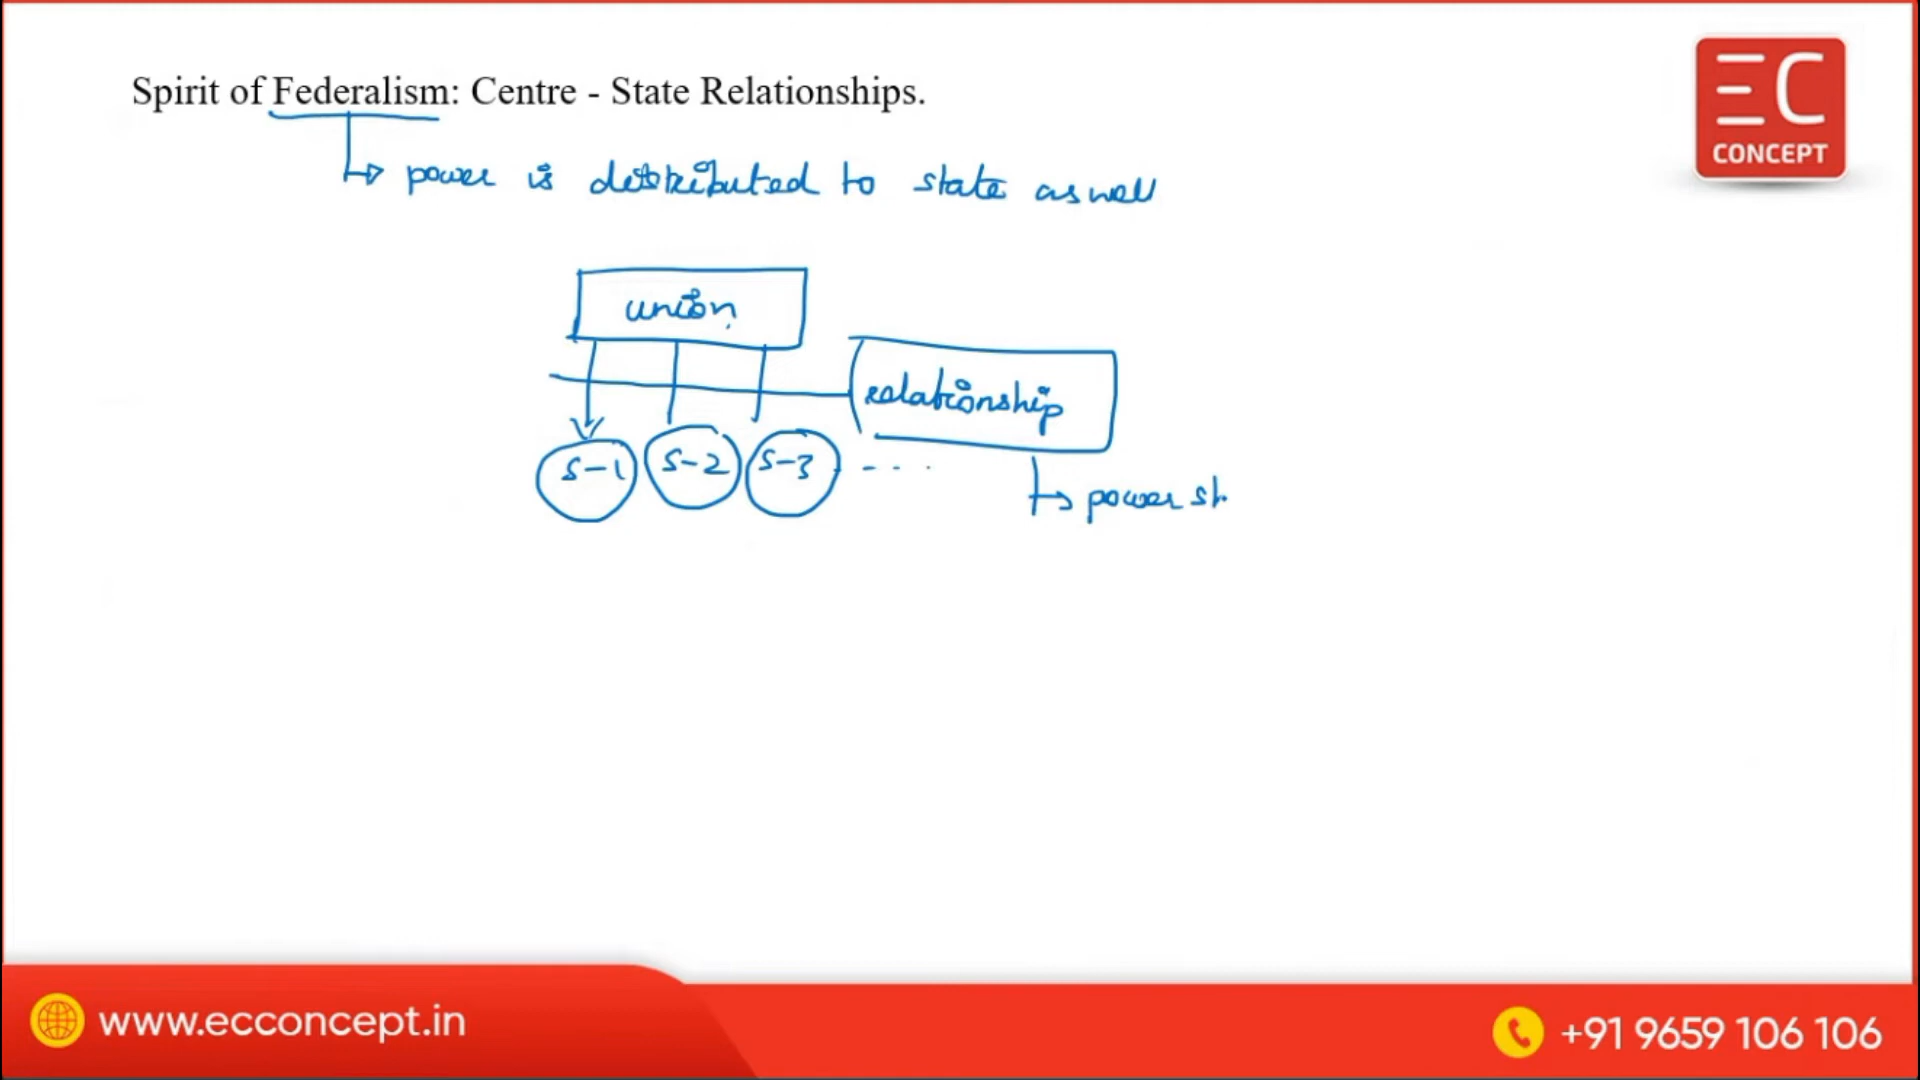 Spirit of Federalism: Centre - State Relationships.
power is distributed to state as well
union
relationship
S-1 S-2 S-3 ....
power sh
EC
CONCEPT
www.ecconcept.in
+91 9659 106 106